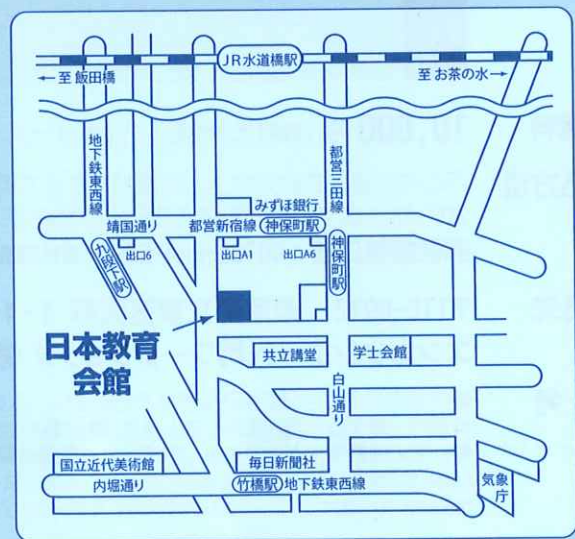 JR水道橋駅
←至 飯田橋
至 お茶の水→
地下鉄東西線
都営三田線
みずほ銀行
靖国通り
都営新宿線
神保町駅
九段下駅
出口6
出口A1
出口A6
神保町駅
日本教育
会館
共立講堂
学士会館
白山通り
国立近代美術館
毎日新聞社
内堀通り
竹橋駅
地下鉄東西線
気象庁
10,000